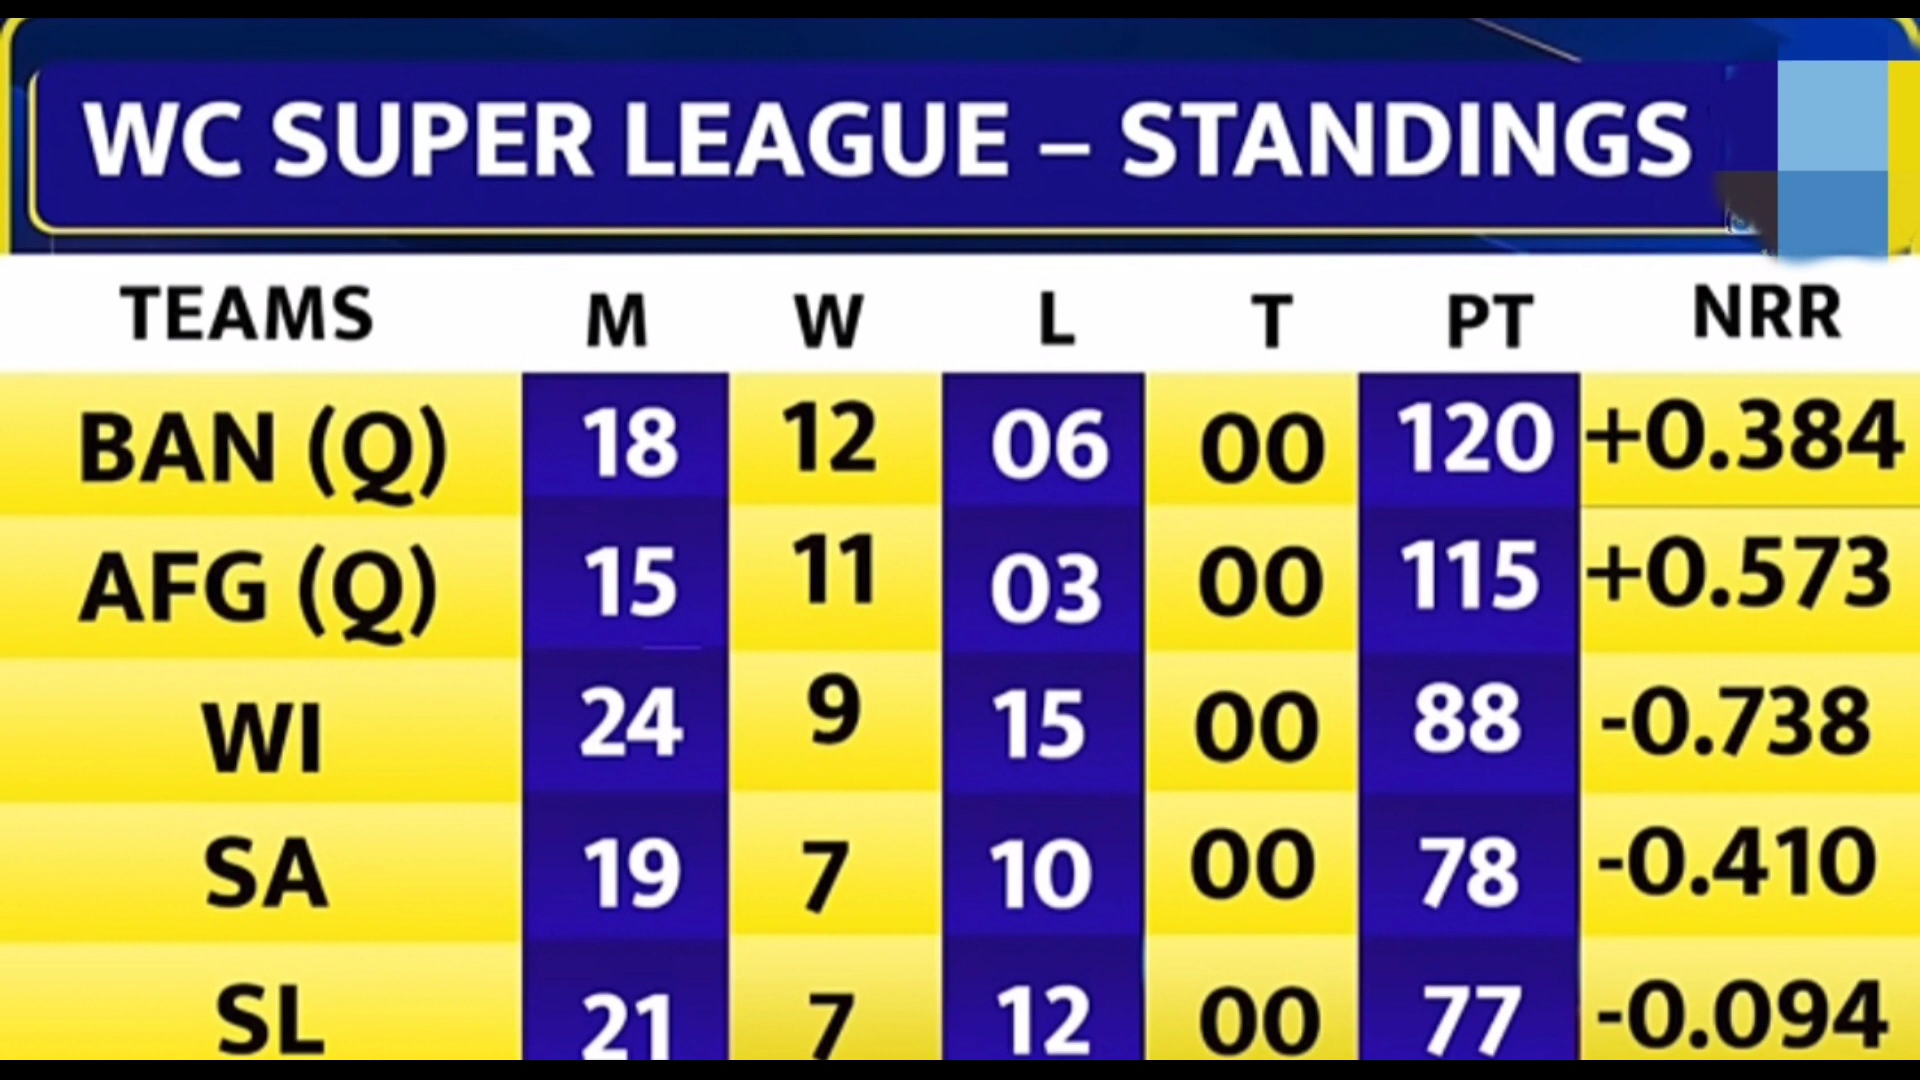 WC SUPER LEAGUE – STANDINGS
TEAMS M W L T PT NRR
BAN (Q) 18 12 06 00 120 +0.384
AFG (Q) 15 11 03 00 115 +0.573
WI 24 9 15 00 88 -0.738
SA 19 7 10 00 78 -0.410
SL 21 7 12 00 77 -0.094